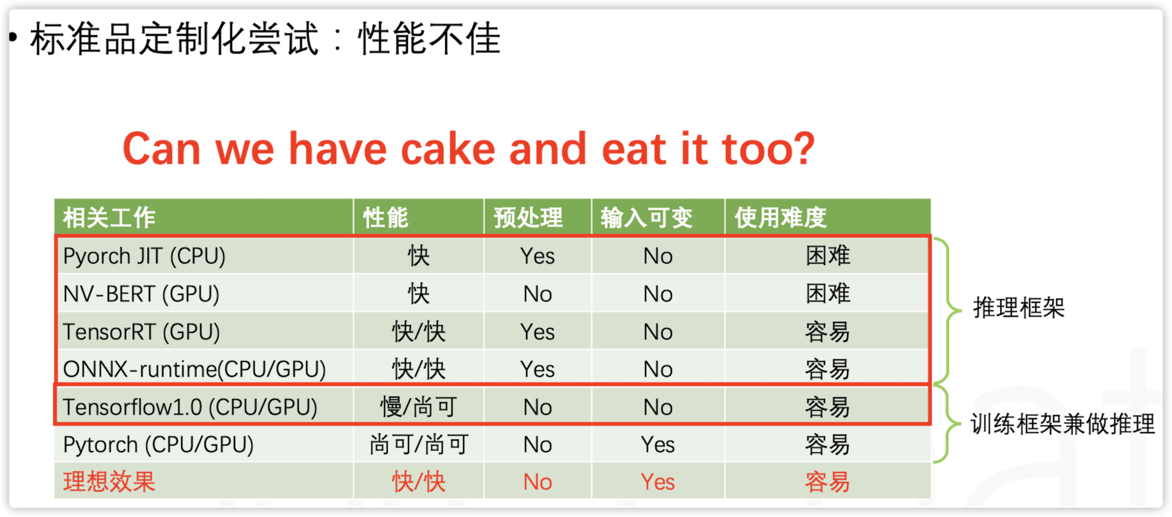 • 标准品定制化尝试：性能不佳
Can we have cake and eat it too?
相关工作 性能 预处理 输入可变 使用难度
Pyorch JIT (CPU) 快 Yes No 困难
NV-BERT (GPU) 快 No No 困难
TensorRT (GPU) 快/快 Yes No 容易
ONNX-runtime(CPU/GPU) 快/快 Yes No 容易
Tensorflow1.0 (CPU/GPU) 慢/尚可 No No 容易
Pytorch (CPU/GPU) 尚可/尚可 No Yes 容易
理想效果 快/快 No Yes 容易
推理框架
训练框架兼做推理